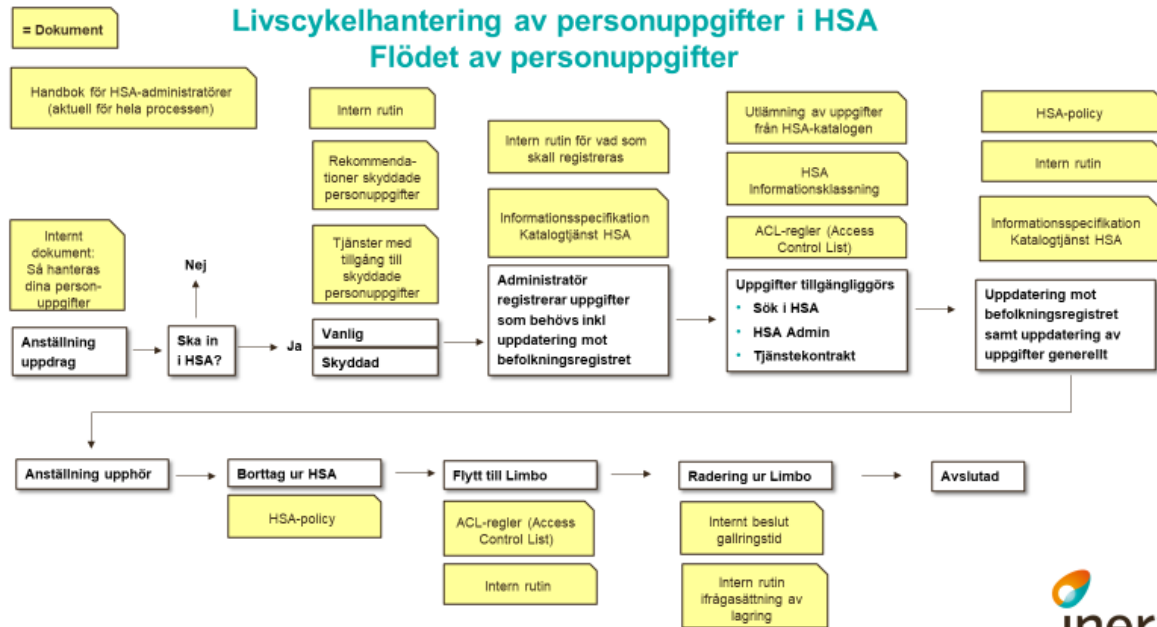 Livscykelhantering av personuppgifter i HSA
Flödet av personuppgifter
= Dokument
Handbok för HSA-administratörer
(aktuell för hela processen)
Internt
dokument:
Så hanteras
dina person-
uppgifter
Anställning
uppdrag
Nej
Ska in
i HSA?
Ja
Intern rutin
Rekommenda-
tioner skyddade
personuppgifter
Tjänster med
tillgång till
skyddade
personuppgifter
Vanlig
Skyddad
Intern rutin för vad som
skall registreras
Informationsspecifikation
Katalogtjänst HSA
Administratör
registrerar uppgifter
som behövs inkl
uppdatering mot
befolkningsregistret
Utlämning av uppgifter
från HSA-katalogen
HSA
Informationsklassning
ACL-regler (Access
Control List)
Uppgifter tillgängliggörs
• Sök i HSA
• HSA Admin
• Tjänstekontrakt
HSA-policy
Intern rutin
Informationsspecifikation
Katalogtjänst HSA
Uppdatering mot
befolkningsregistret
samt uppdatering av
uppgifter generellt
Anställning upphör
Borttag ur HSA
HSA-policy
Flytt till Limbo
ACL-regler (Access
Control List)
Intern rutin
Radering ur Limbo
Internt beslut
gallringstid
Intern rutin
ifrågasättning av
lagring
Avslutad